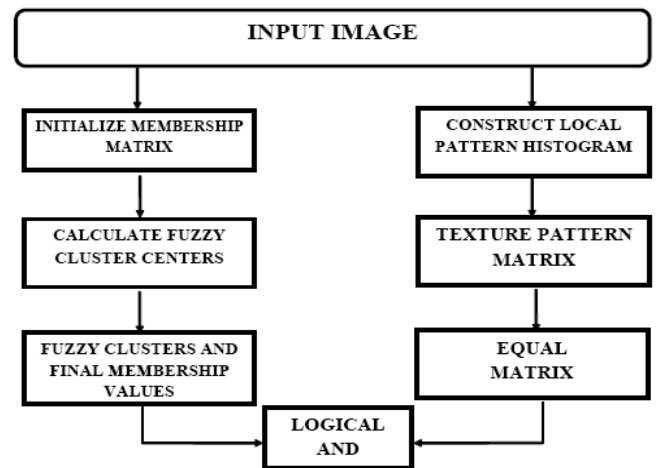 INPUT IMAGE
INITIALIZE MEMBERSHIP
MATRIX
CALCULATE FUZZY
CLUSTER CENTERS
FUZZY CLUSTERS AND
FINAL MEMBERSHIP
VALUES
CONSTRUCT LOCAL
PATTERN HISTOGRAM
TEXTURE PATTERN
MATRIX
EQUAL
MATRIX
LOGICAL
AND